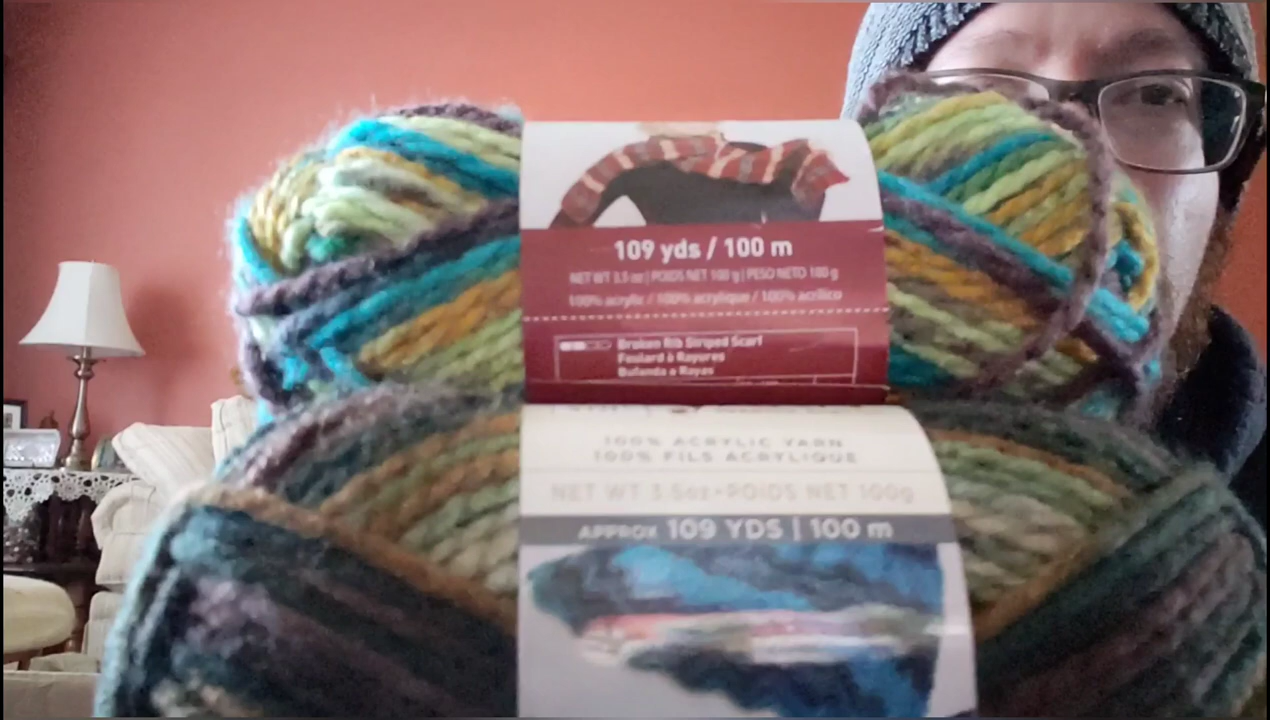 109 yds / 100 m
NET WT 3.5 oz | POIDS NET 100 g | PESO NETO 100 g
100% acrylic / 100% acrylique / 100% acrílico
Broken Rib Striped Scarf
Foulard à Rayures
Bufanda a Rayas
100% ACRYLIC YARN
100% FILS ACRYLIQUE
NET WT 3.5oz•POIDS NET 100g
APPROX 109 YDS | 100 m